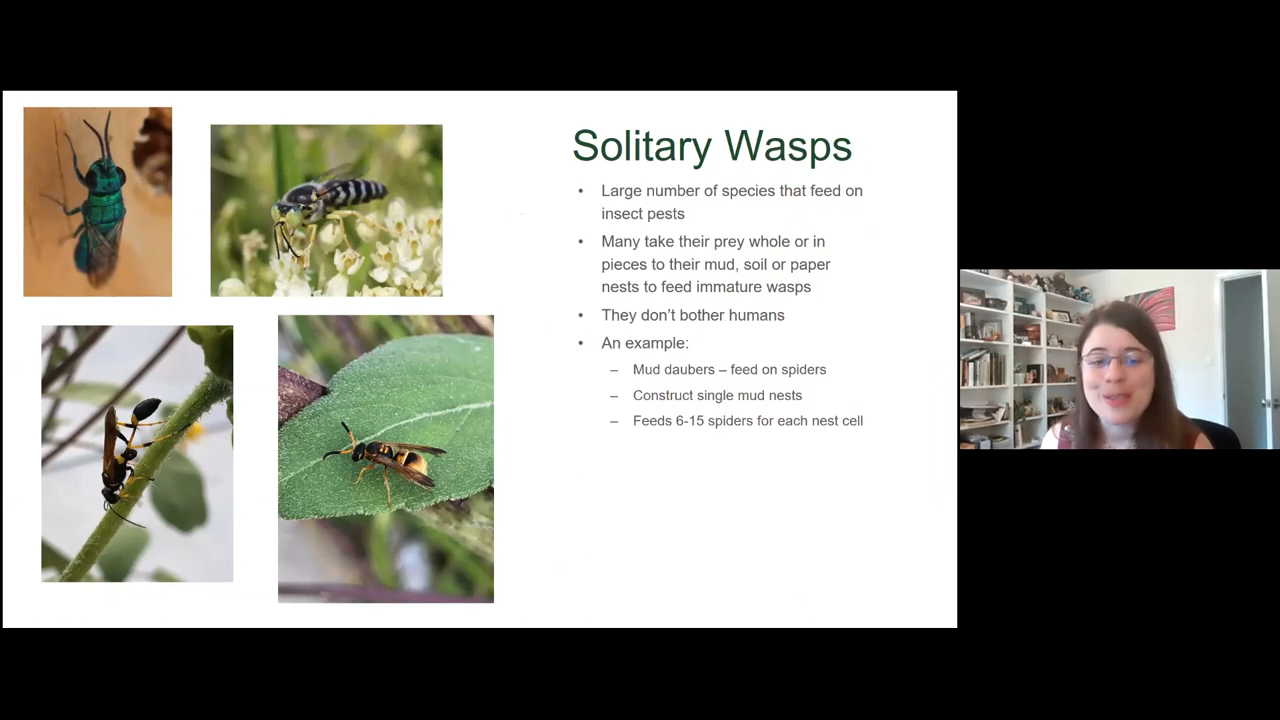 Solitary Wasps
• Large number of species that feed on
insect pests
• Many take their prey whole or in
pieces to their mud, soil or paper
nests to feed immature wasps
• They don't bother humans
• An example:
– Mud daubers – feed on spiders
– Construct single mud nests
– Feeds 6-15 spiders for each nest cell